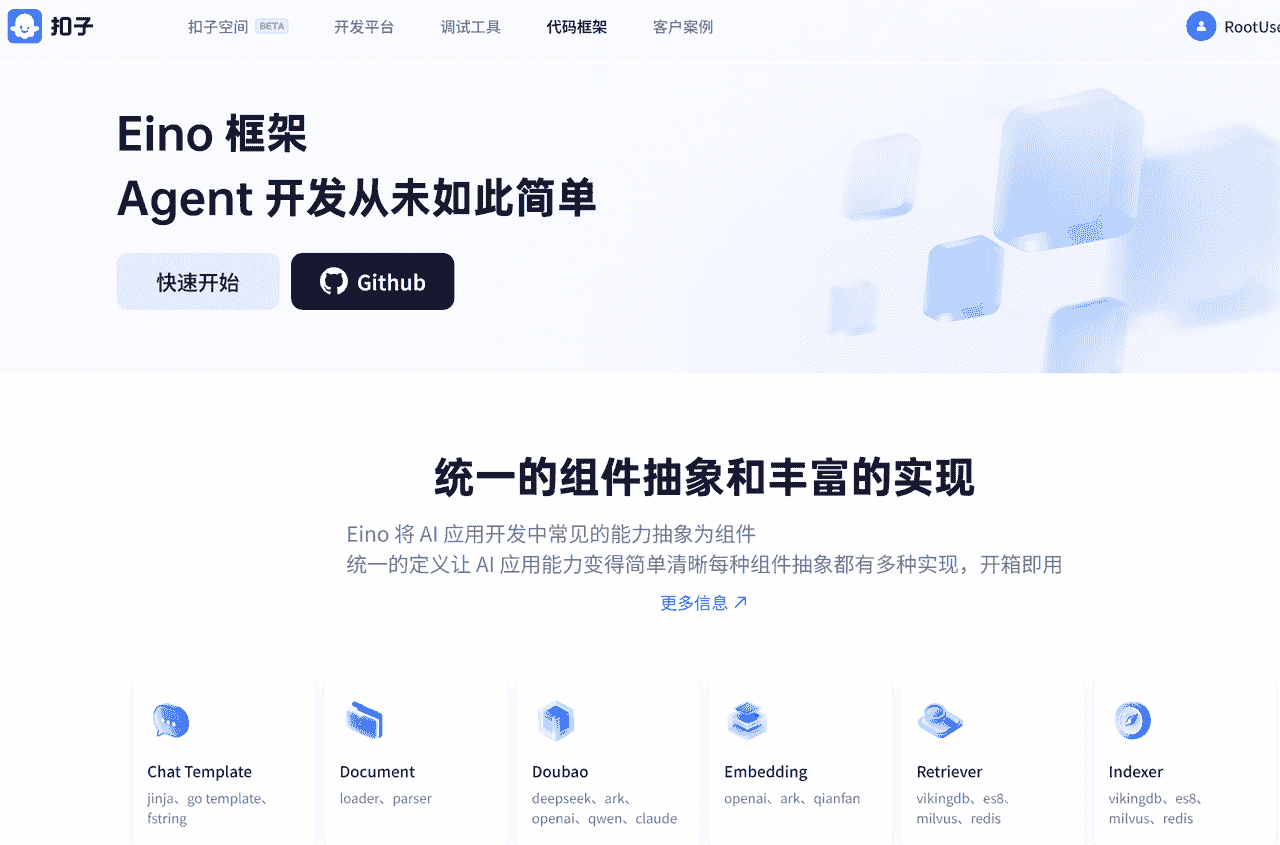 扣子
扣子空间 BETA 开发平台 调试工具 代码框架 客户案例
RootUse
Eino 框架
Agent 开发从未如此简单
快速开始 Github
统一的组件抽象和丰富的实现
Eino 将 AI 应用开发中常见的能力抽象为组件
统一的定义让 AI 应用能力变得简单清晰每种组件抽象都有多种实现，开箱即用
更多信息
Chat Template
jinja、go template、
fstring
Document
loader、parser
Doubao
deepseek、ark、
openai、qwen、claude
Embedding
openai、ark、qianfan
Retriever
vikingdb、es8、
milvus、redis
Indexer
vikingdb、es8、
milvus、redis